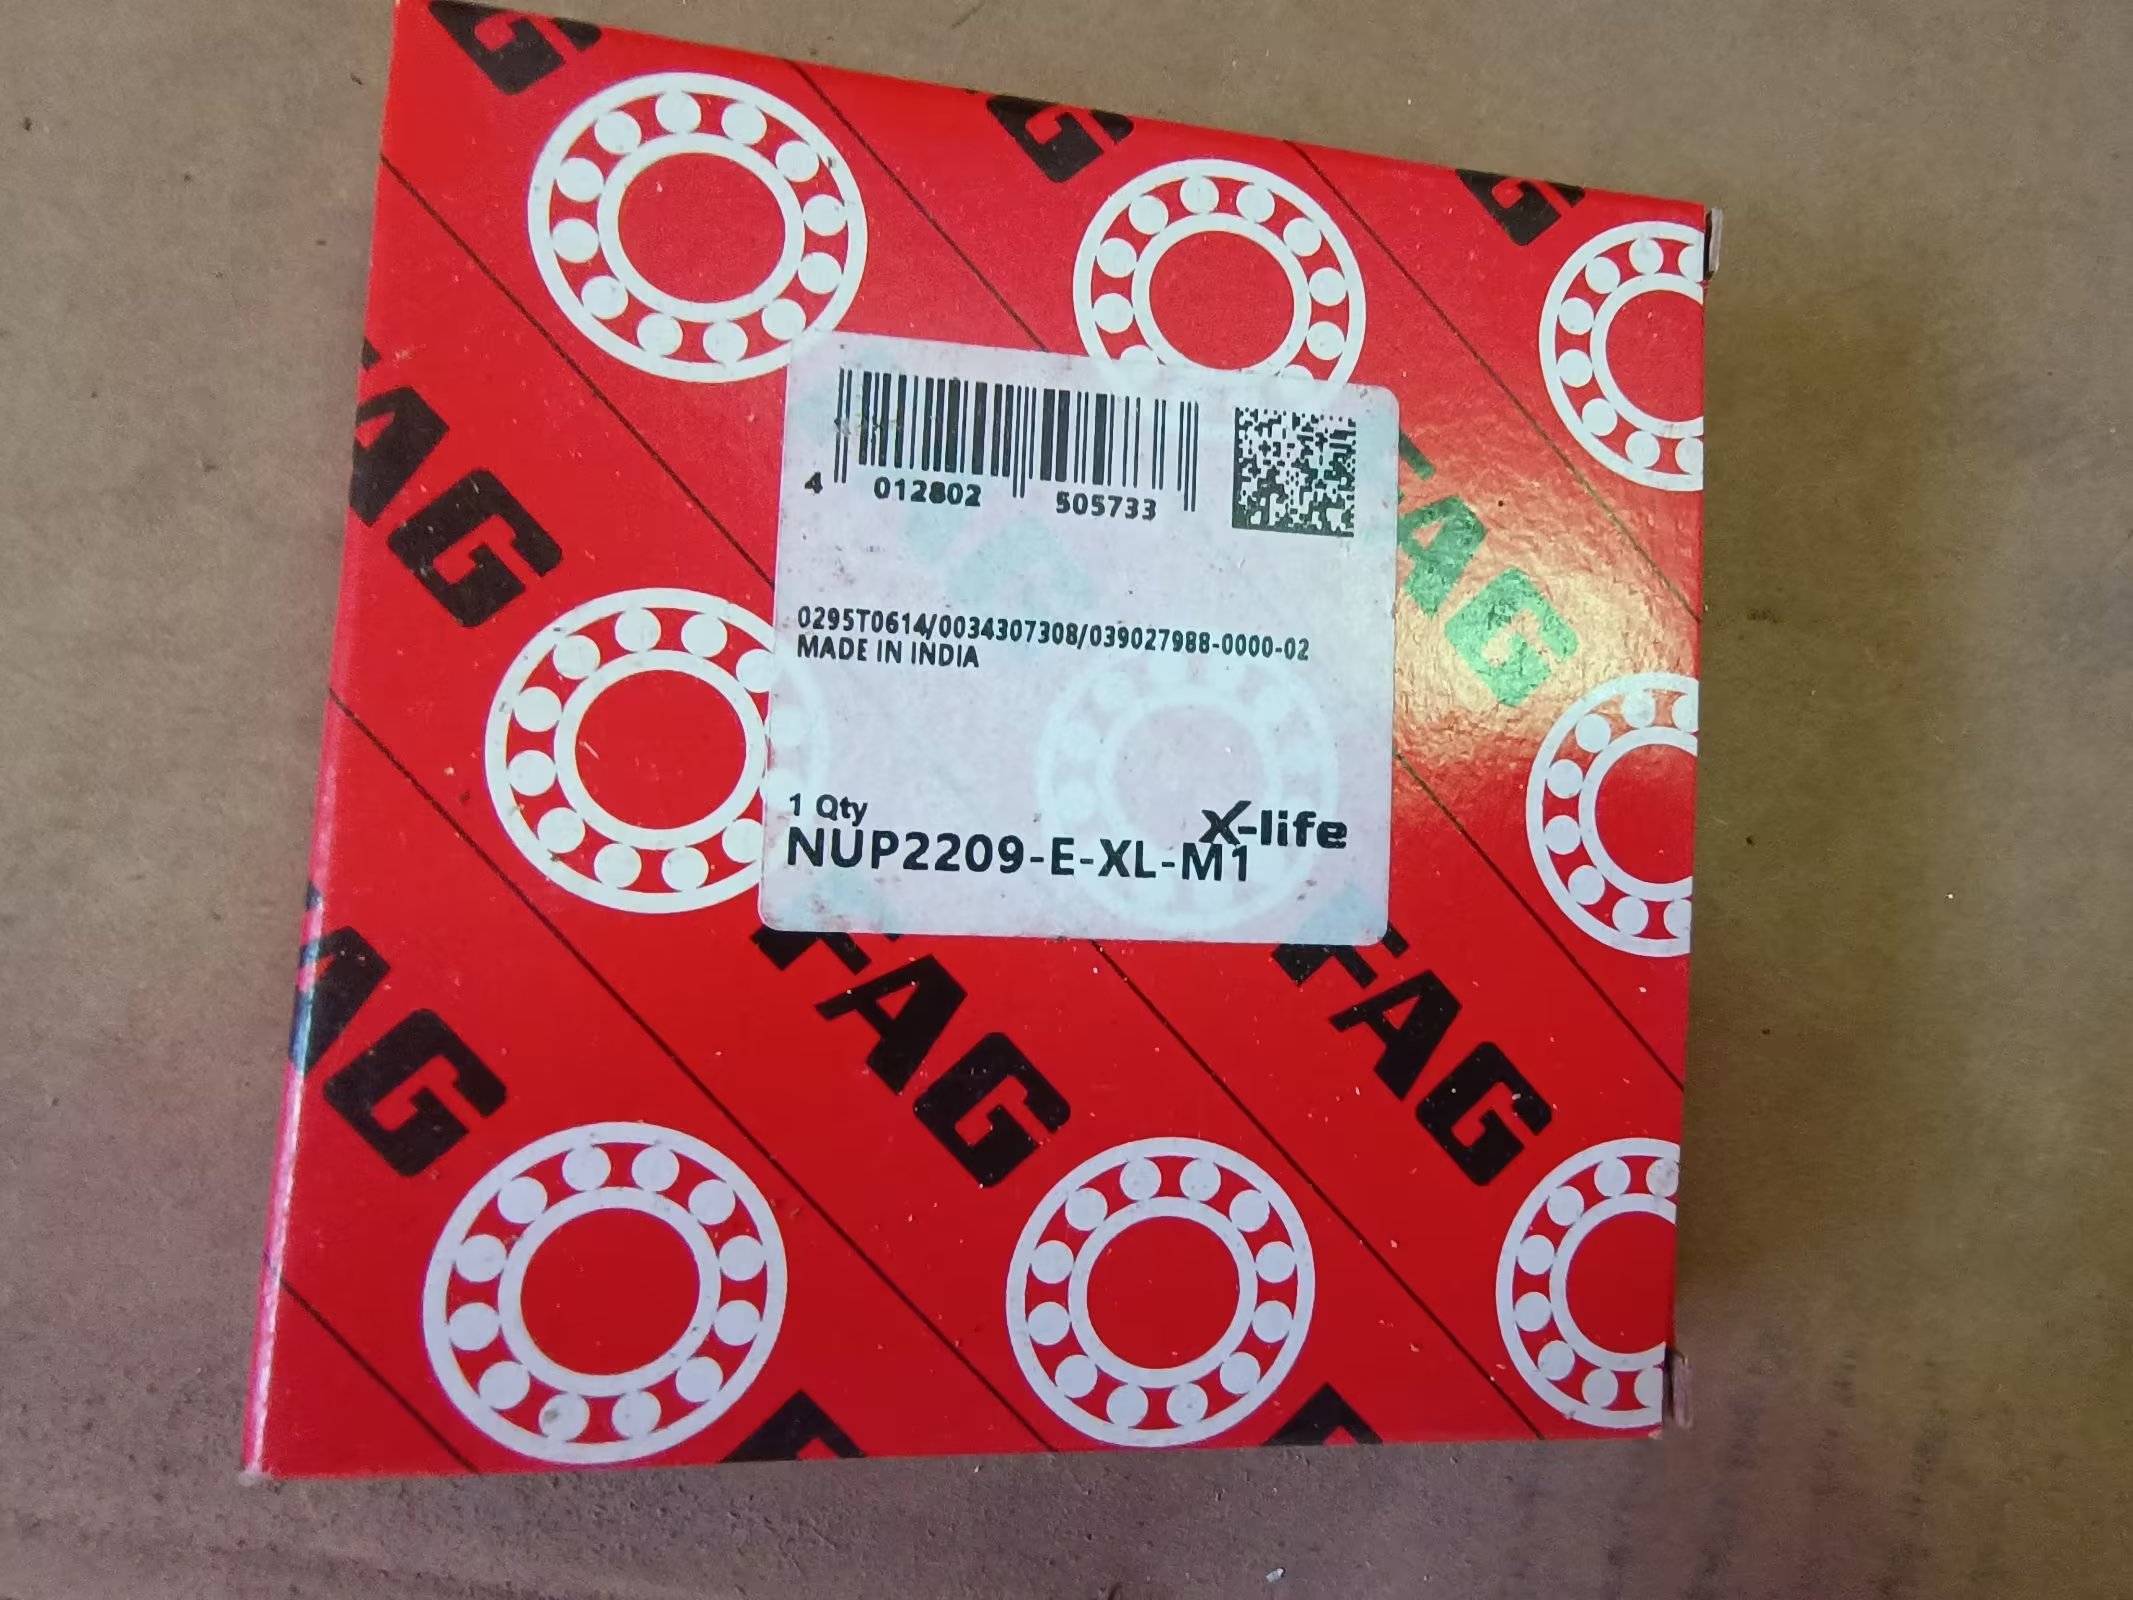 FAG
FAG
4 012802 505733
0295T0614/0034307308/039027988-0000-02
MADE IN INDIA
1 Qty
X-life
NUP2209-E-XL-M1
FAG
FAG
FAG